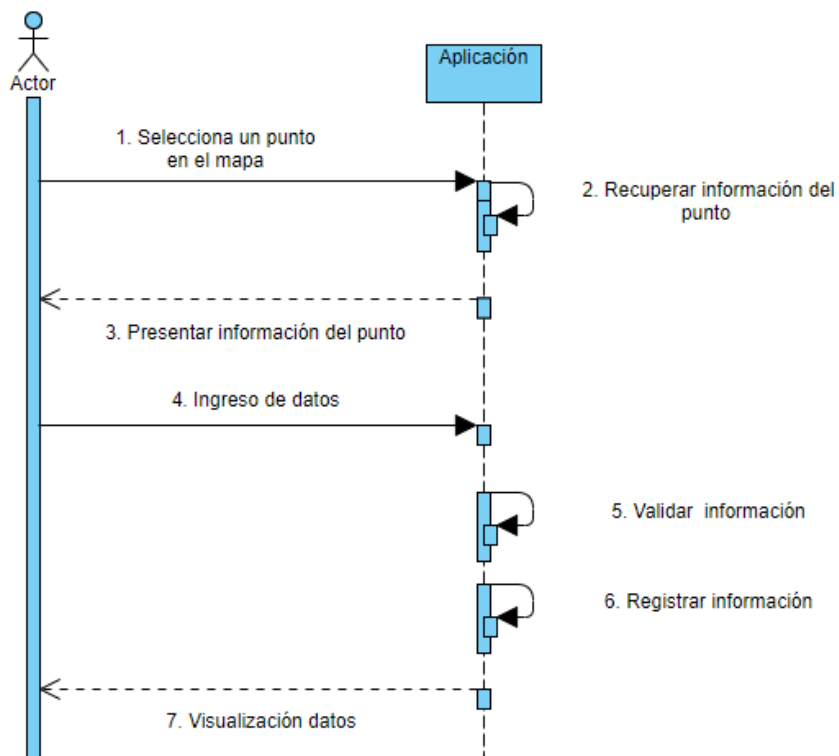 Actor
Aplicación
1. Selecciona un punto
en el mapa
2. Recuperar información del
punto
3. Presentar información del punto
4. Ingreso de datos
5. Validar información
6. Registrar información
7. Visualización datos